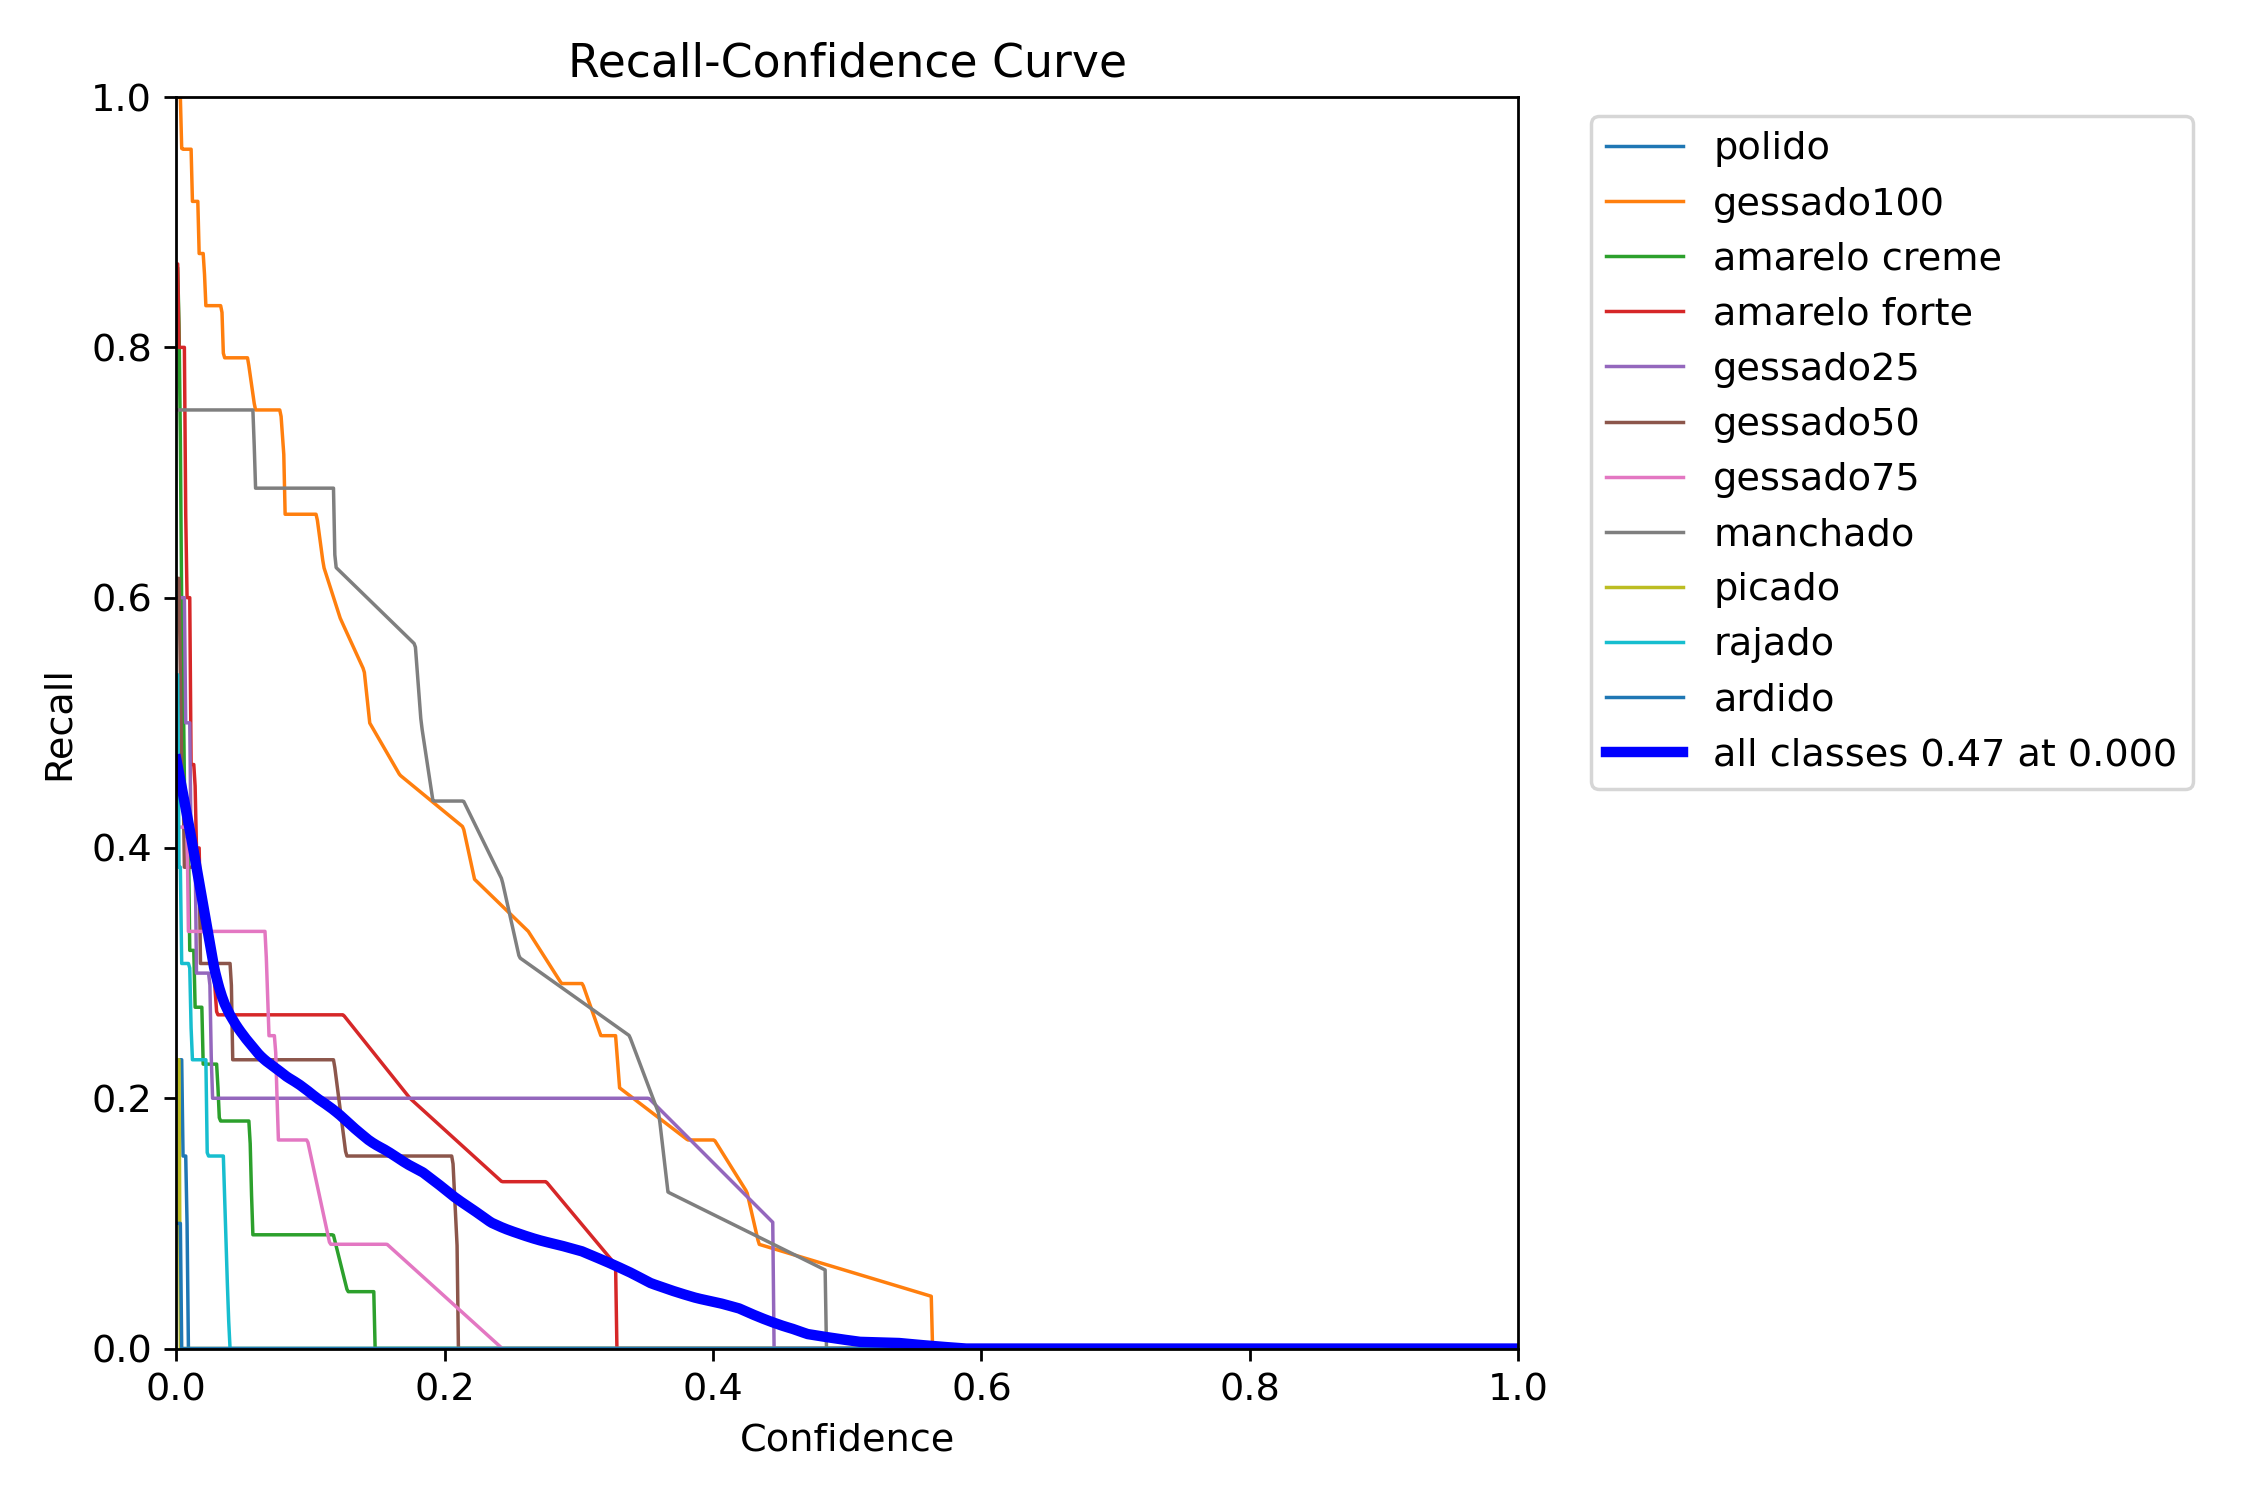 Recall-Confidence Curve
1.0
0.8
0.6
0.4
0.2
0.0
Recall
0.0 0.2 0.4 0.6 0.8 1.0
Confidence
polido
gessado100
amarelo creme
amarelo forte
gessado25
gessado50
gessado75
manchado
picado
rajado
ardido
all classes 0.47 at 0.000